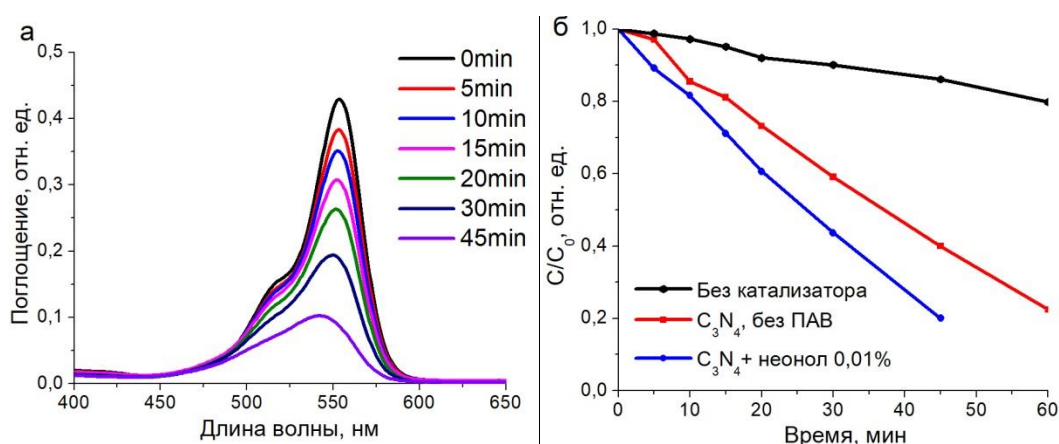 а
0,5
0,4
0,3
0,2
0,1
0,0
400
450
500
550
600
650
Поглощение, отн. ед.
Длина волны, нм
0min
5min
10min
15min
20min
30min
45min
б
1,0
0,8
0,6
0,4
0,2
0,0
0
10
20
30
40
50
60
C/C₀, отн. ед.
Время, мин
Без катализатора
C₃N₄, без ПАВ
C₃N₄+ неонол 0,01%